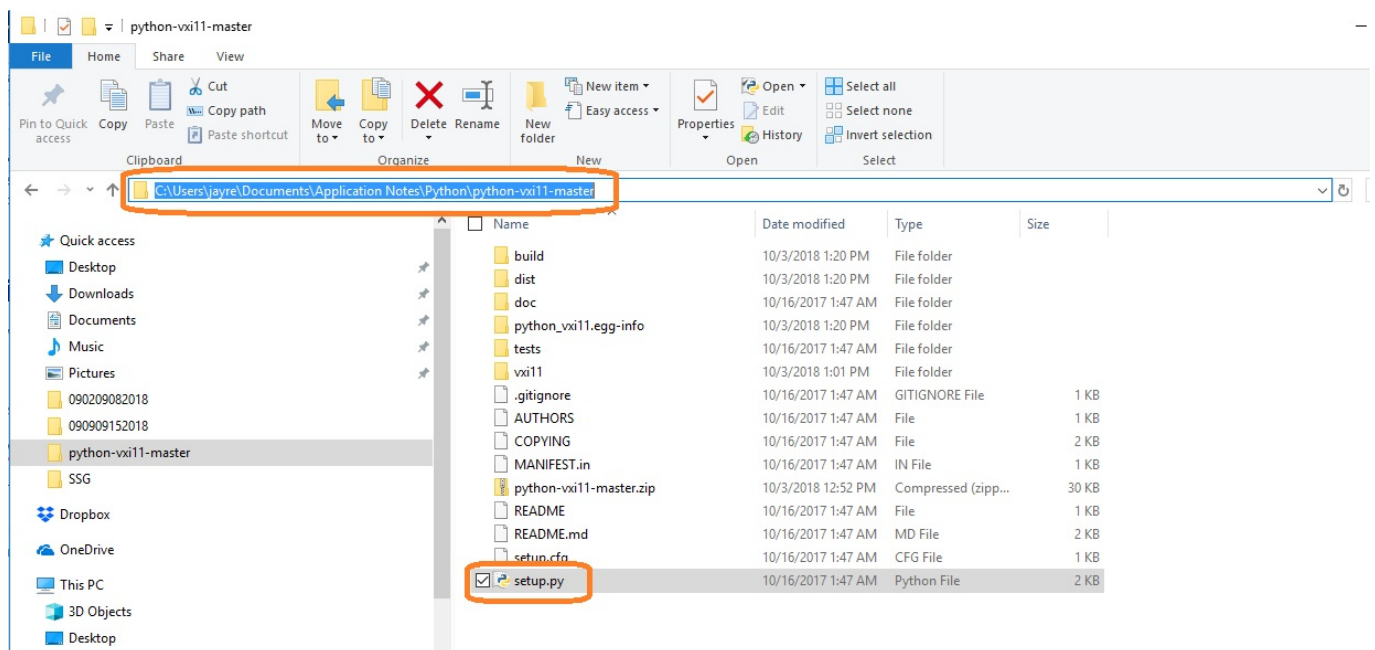 python-vxi11-master
File Home Share View
Pin to Quick access
Copy
Paste
Cut
Copy path
Paste shortcut
Clipboard
Move to
Copy to
Delete
Rename
Organize
New folder
New item
Easy access
New
Properties
Open
Edit
History
Open
Select all
Select none
Invert selection
Select
C:\Users\jayre\Documents\Application Notes\Python\python-vxi11-master
Quick access
Desktop
Downloads
Documents
Music
Pictures
090209082018
090909152018
python-vxi11-master
SSG
Dropbox
OneDrive
This PC
3D Objects
Desktop
Name Date modified Type Size
build 10/3/2018 1:20 PM File folder
dist 10/3/2018 1:20 PM File folder
doc 10/16/2017 1:47 AM File folder
python_vxi11.egg-info 10/3/2018 1:20 PM File folder
tests 10/16/2017 1:47 AM File folder
vxi11 10/3/2018 1:01 PM File folder
.gitignore 10/16/2017 1:47 AM GITIGNORE File 1 KB
AUTHORS 10/16/2017 1:47 AM File 1 KB
COPYING 10/16/2017 1:47 AM File 2 KB
MANIFEST.in 10/16/2017 1:47 AM IN File 1 KB
python-vxi11-master.zip 10/3/2018 12:52 PM Compressed (zipp... 30 KB
README 10/16/2017 1:47 AM File 1 KB
README.md 10/16/2017 1:47 AM MD File 2 KB
setup.cfg 10/16/2017 1:47 AM CFG File 1 KB
setup.py 10/16/2017 1:47 AM Python File 2 KB